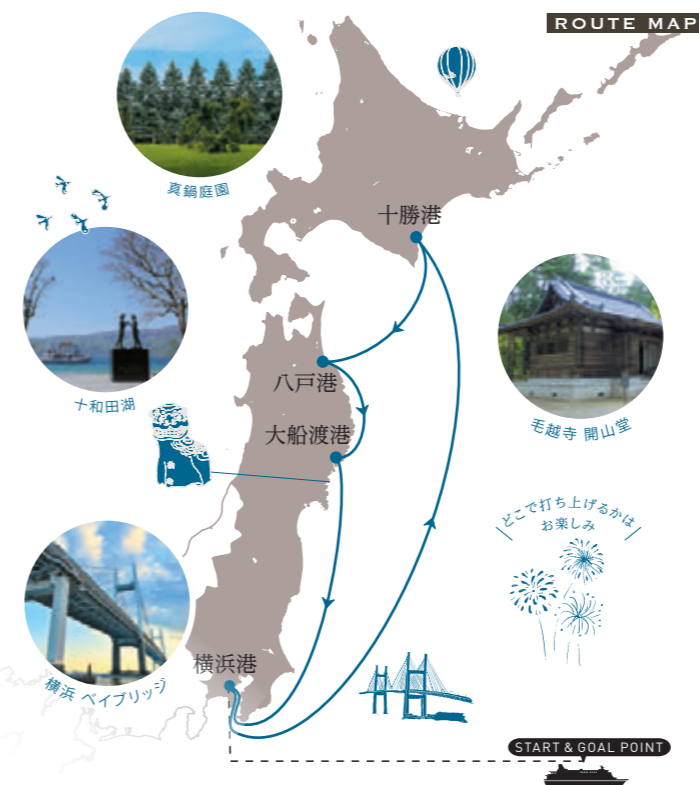 ROUTE MAP
真鍋庭園
十勝港
十和田湖
八戸港
毛越寺 開山堂
大船渡港
どこで打ち上げるかは
お楽しみ
横浜港
横浜 ベイブリッジ
START & GOAL POINT